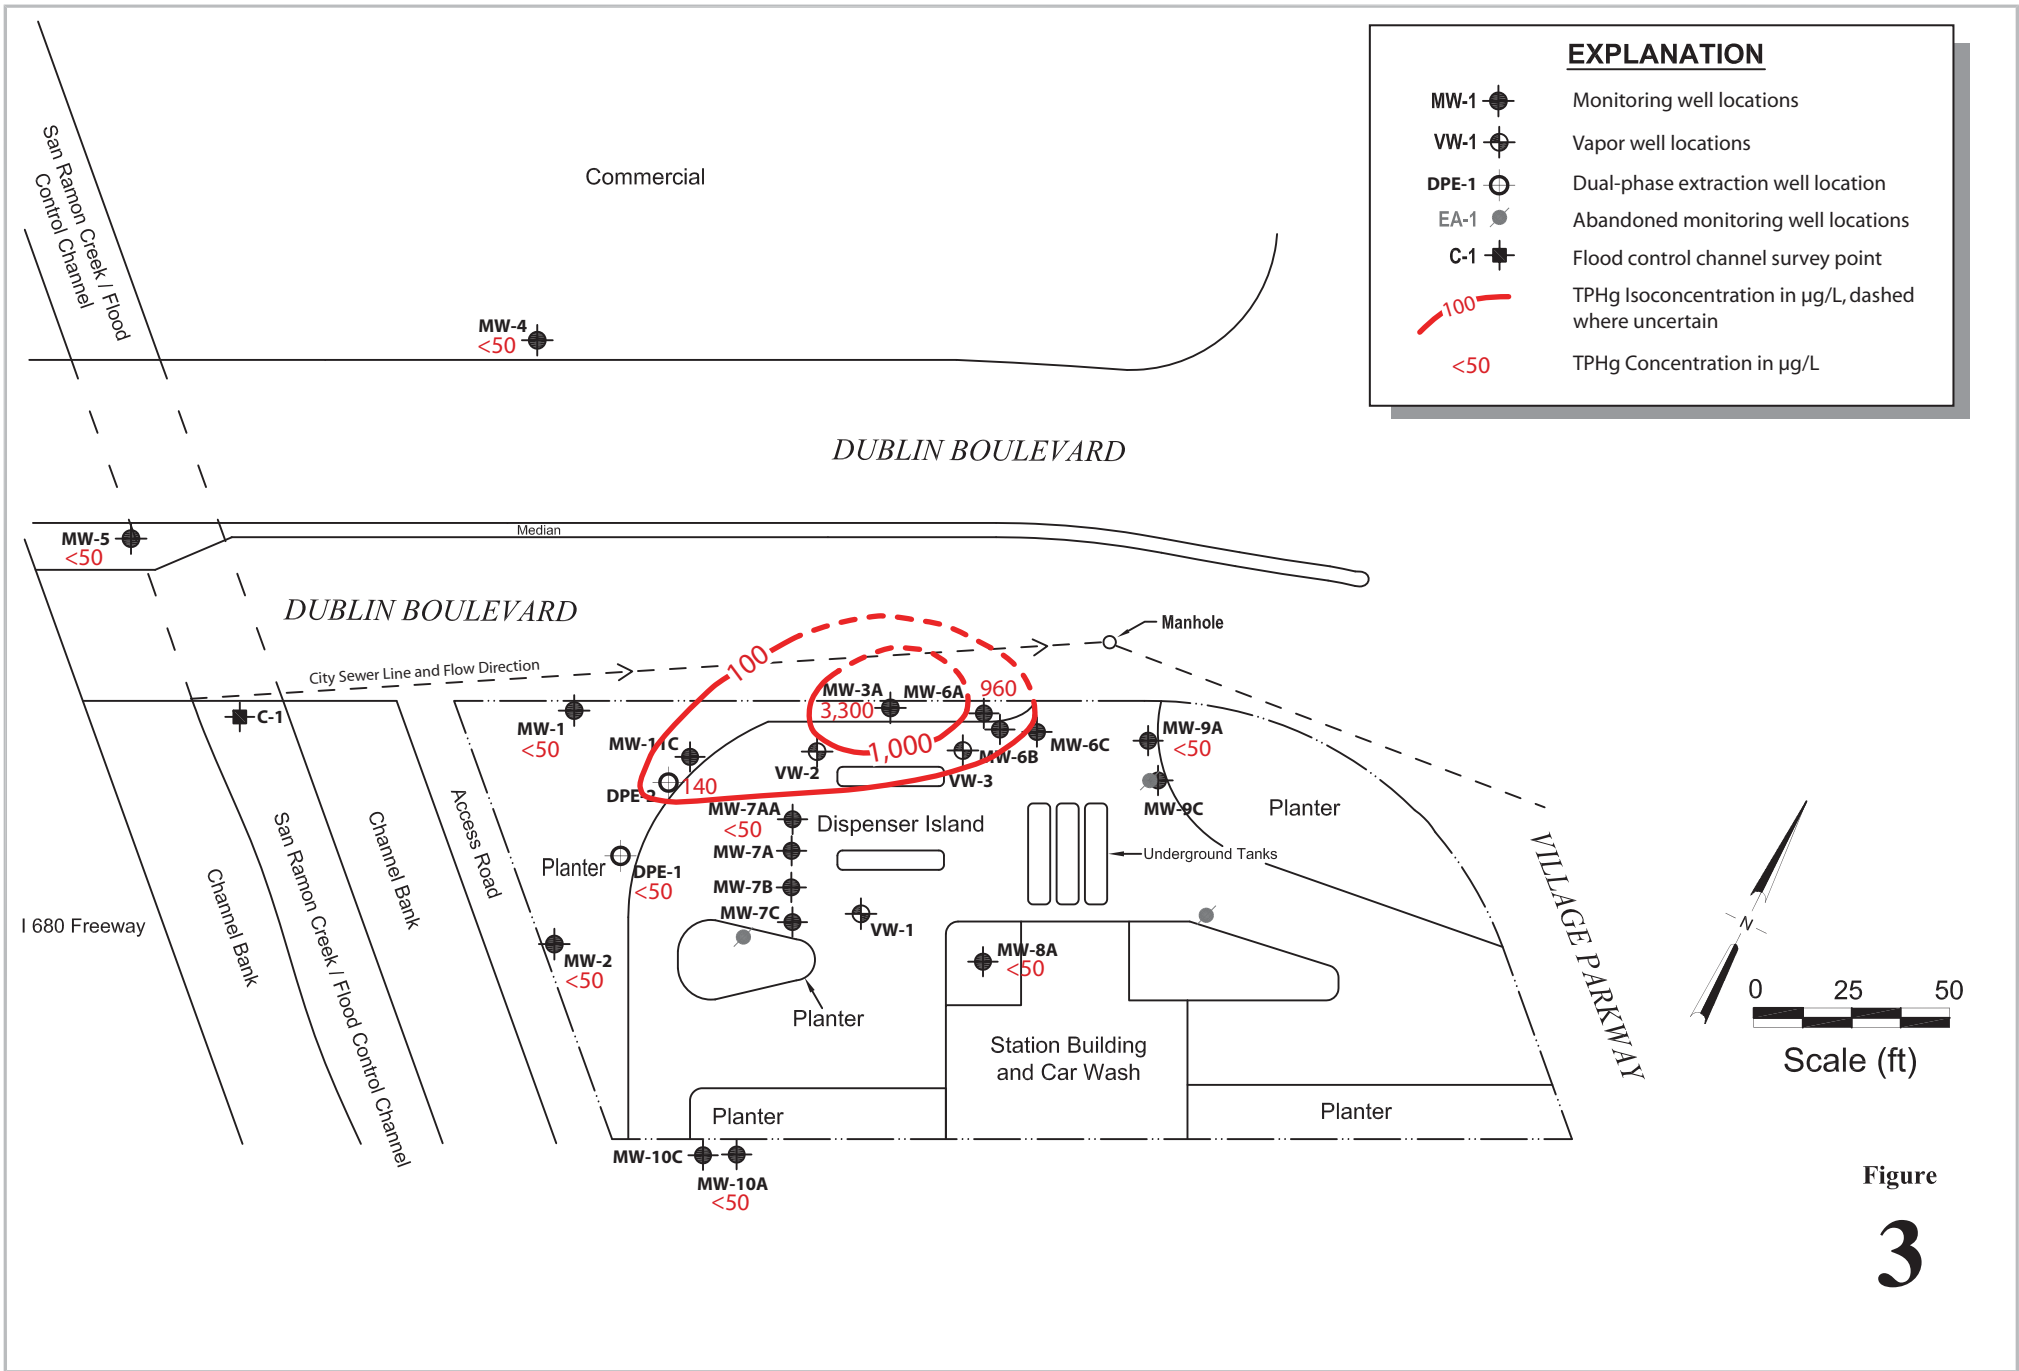 EXPLANATION
MW-1 Monitoring well locations
VW-1 Vapor well locations
DPE-1 Dual-phase extraction well location
EA-1 Abandoned monitoring well locations
C-1 Flood control channel survey point
100 TPHg Isoconcentration in µg/L, dashed
where uncertain
<50 TPHg Concentration in µg/L
San Ramon Creek / Flood
Control Channel
Commercial
MW-4
<50
DUBLIN BOULEVARD
MW-5
<50
Median
DUBLIN BOULEVARD
Manhole
City Sewer Line and Flow Direction
100
C-1
MW-1
<50
MW-3A
3,300
MW-6A
960
1,000
MW-11C
VW-2
VW-3
MW-6B
MW-6C
MW-9A
<50
DPE-2
140
MW-9C
MW-7AA
<50
Dispenser Island
Planter
MW-7A
Underground Tanks
Planter
DPE-1
<50
MW-7B
MW-7C
VW-1
MW-2
<50
MW-8A
<50
Planter
I 680 Freeway
Channel Bank
San Ramon Creek / Flood Control Channel
Channel Bank
Access Road
Station Building
and Car Wash
Planter
Planter
MW-10C
MW-10A
<50
VILLAGE PARKWAY
N
0 25 50
Scale (ft)
Figure
3